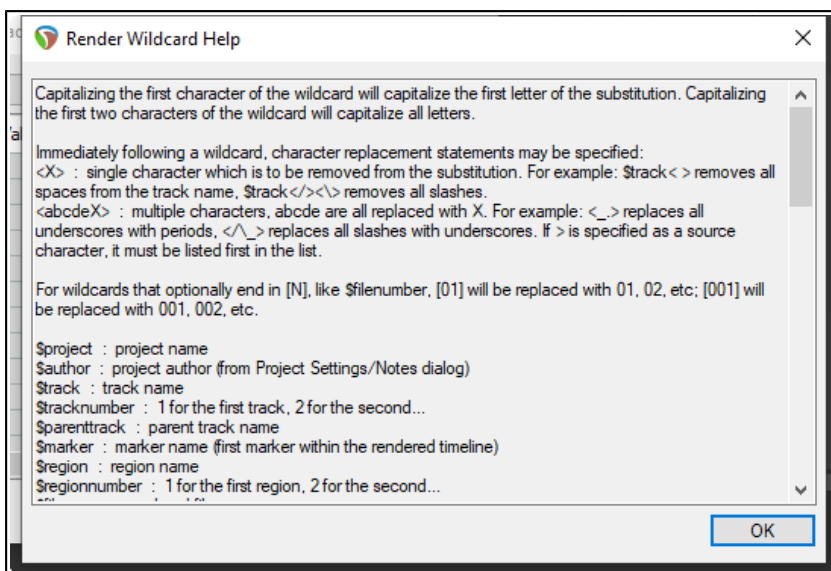 Render Wildcard Help
Capitalizing the first character of the wildcard will capitalize the first letter of the substitution. Capitalizing
the first two characters of the wildcard will capitalize all letters.
Immediately following a wildcard, character replacement statements may be specified:
<X> : single character which is to be removed from the substitution. For example: $track< > removes all
spaces from the track name, $track</><\> removes all slashes.
<abcdeX> : multiple characters, abcde are all replaced with X. For example: <_.> replaces all
underscores with periods, </\_> replaces all slashes with underscores. If > is specified as a source
character, it must be listed first in the list.
For wildcards that optionally end in [N], like $filenumber, [01] will be replaced with 01, 02, etc; [001] will
be replaced with 001, 002, etc.
$project : project name
$author : project author (from Project Settings/Notes dialog)
$track : track name
$tracknumber : 1 for the first track, 2 for the second...
$parenttrack : parent track name
$marker : marker name (first marker within the rendered timeline)
$region : region name
$regionnumber : 1 for the first region, 2 for the second...
OK